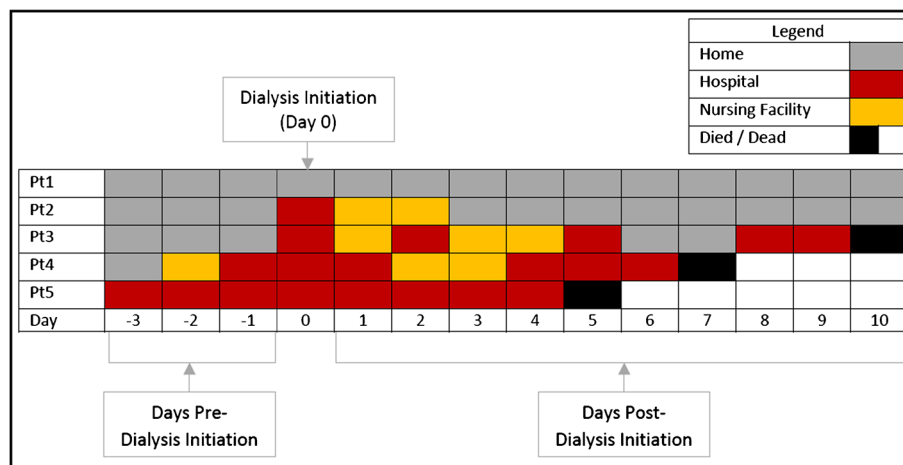 Legend
Home
Hospital
Nursing Facility
Died / Dead
Dialysis Initiation
(Day 0)
Pt1
Pt2
Pt3
Pt4
Pt5
Day -3 -2 -1 0 1 2 3 4 5 6 7 8 9 10
Days Pre-
Dialysis Initiation
Days Post-
Dialysis Initiation